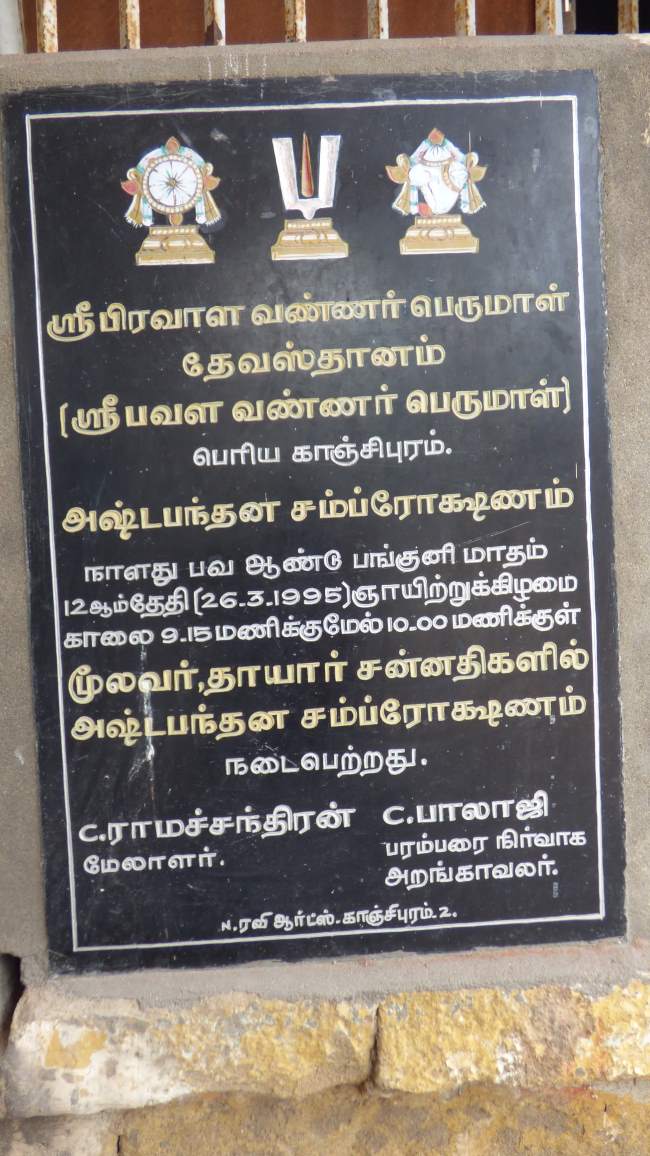 ஸ்ரீ பிரவாள வண்ணர் பெருமாள்
தேவஸ்தானம்
(ஸ்ரீ பவள வண்ணர் பெருமாள்)
பெரிய காஞ்சிபுரம்.
அஷ்டபந்தன சம்ப்ரோக்ஷணம்
நாளது பவ ஆண்டு பங்குனி மாதம்
12ஆம்தேதி (26-3-1995) ஞாயிற்றுக்கிழமை
காலை 9-15 மணிக்குமேல் 10-00 மணிக்குள்
மூலவர், தாயார் சன்னதிகளில்
அஷ்டபந்தன சம்ப்ரோக்ஷணம்
நடைபெற்றது.
C. ராமச்சந்திரன்
மேலாளர்.
C. பாலாஜி
பரம்பரை நிர்வாக
அறங்காவலர்.
N. ரவி ஆர்ட்ஸ்-காஞ்சிபுரம்-2.